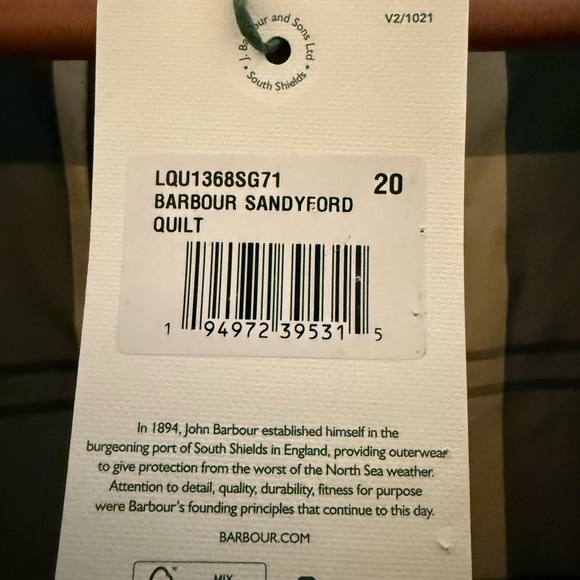 V2/1021
J. Barbour and Sons Ltd
• South Shields •
LQU1368SG71
20
BARBOUR SANDYFORD
QUILT
1 94972 39531 5
In 1894, John Barbour established himself in the
burgeoning port of South Shields in England, providing outerwear
to give protection from the worst of the North Sea weather.
Attention to detail, quality, durability, fitness for purpose
were Barbour's founding principles that continue to this day.
BARBOUR.COM
MIX